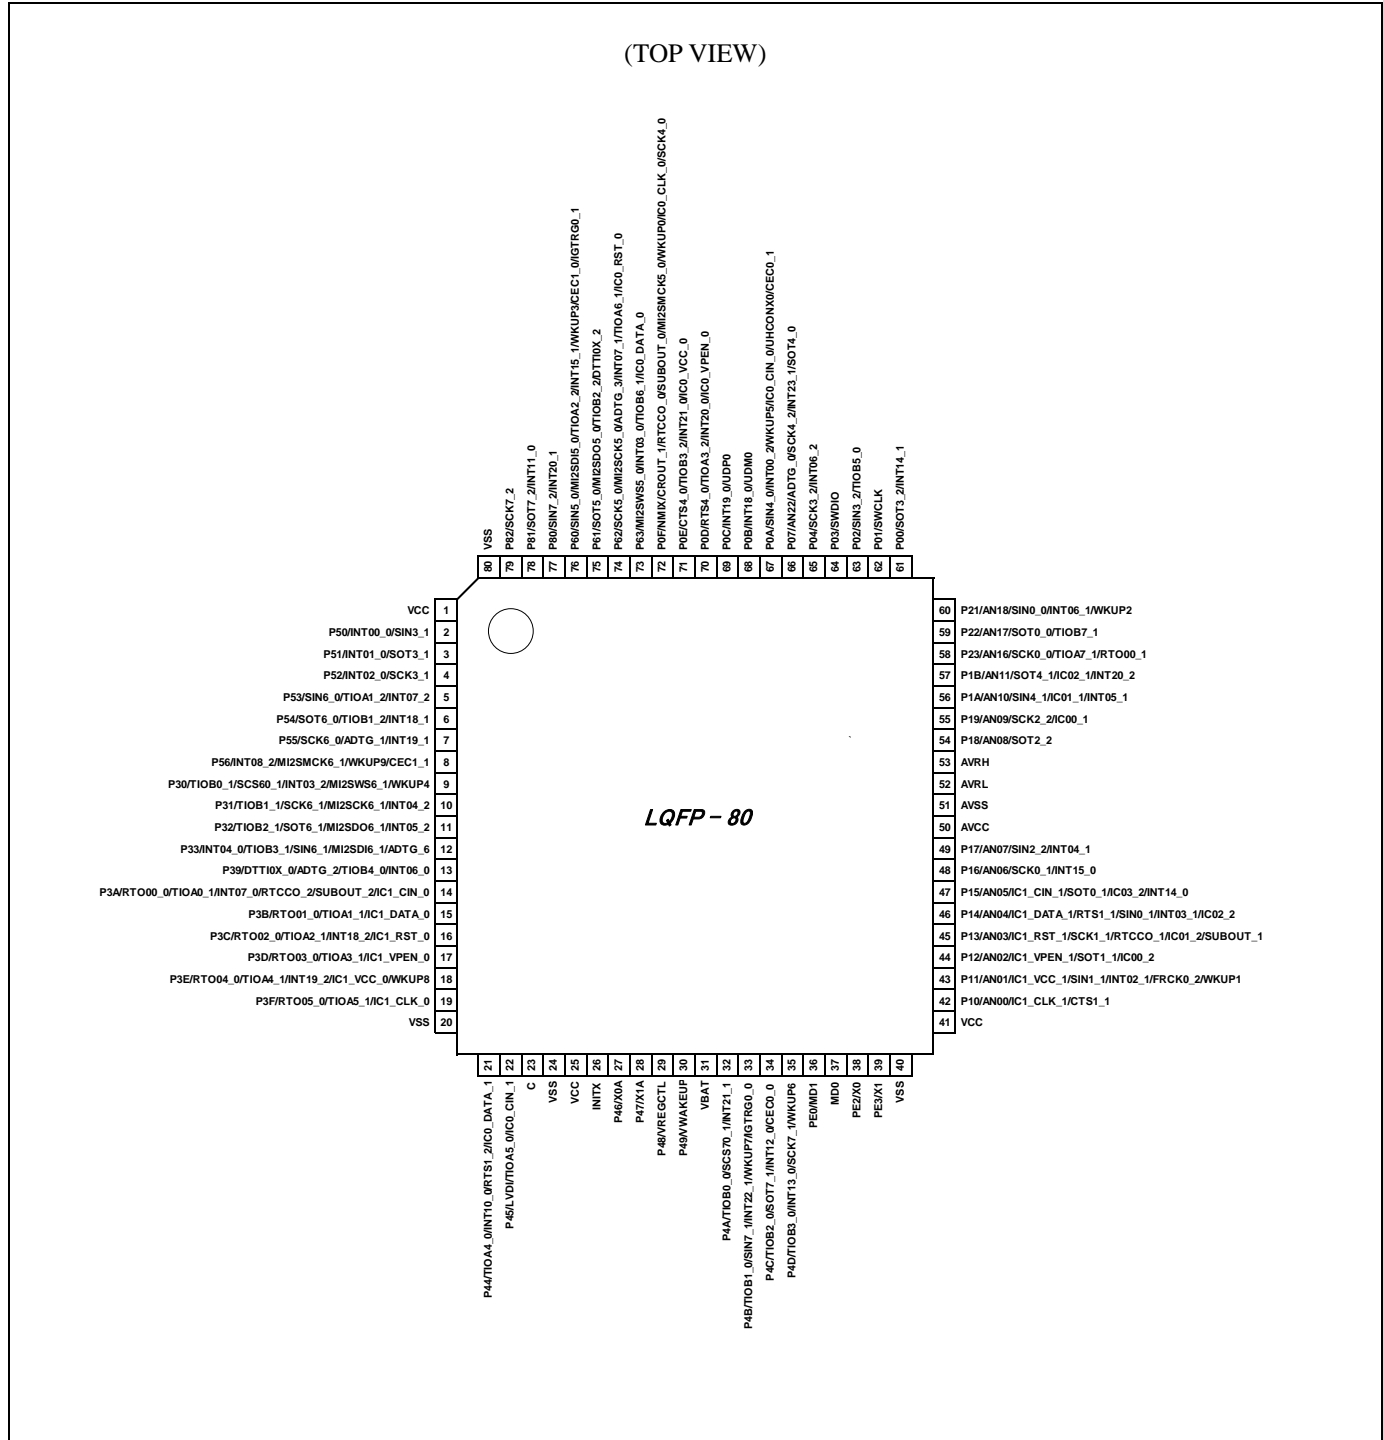 (TOP VIEW)
VSS
P82/SCK7_2
P81/SOT7_2/INT11_0
P80/SIN7_2/INT20_1
P60/SIN5_0/MI2SDI5_0/TIOA2_2/INT15_1/WKUP3/CEC1_0/IGTRG0_1
P61/SOT5_0/MI2SDO5_0/TIOB2_2/DTTI0X_2
P62/SCK5_0/MI2SCK5_0/ADTG_3/INT07_1/TIOA6_1/IC0_RST_0
P63/MI2SWS5_0/INT03_0/TIOB6_1/IC0_DATA_0
P0F/NMIX/CROUT_1/RTCCO_0/SUBOUT_0/MI2SMCK5_0/WKUP0/IC0_CLK_0/SCK4_0
P0E/CTS4_0/TIOB3_2/INT21_0/IC0_VCC_0
P0D/RTS4_0/TIOA3_2/INT20_0/IC0_VPEN_0
P0C/INT19_0/UDP0
P0B/INT18_0/UDM0
P0A/SIN4_0/INT00_2/WKUP5/IC0_CIN_0/UHCONX0/CEC0_1
P07/AN22/ADTG_0/SCK4_2/INT23_1/SOT4_0
P04/SCK3_2/INT06_2
P03/SWDIO
P02/SIN3_2/TIOB5_0
P01/SWCLK
P00/SOT3_2/INT14_1
80 79 78 77 76 75 74 73 72 71 70 69 68 67 66 65 64 63 62 61
VCC 1
P50/INT00_0/SIN3_1 2
P51/INT01_0/SOT3_1 3
P52/INT02_0/SCK3_1 4
P53/SIN6_0/TIOA1_2/INT07_2 5
P54/SOT6_0/TIOB1_2/INT18_1 6
P55/SCK6_0/ADTG_1/INT19_1 7
P56/INT08_2/MI2SMCK6_1/WKUP9/CEC1_1 8
P30/TIOB0_1/SCS60_1/INT03_2/MI2SWS6_1/WKUP4 9
P31/TIOB1_1/SCK6_1/MI2SCK6_1/INT04_2 10
P32/TIOB2_1/SOT6_1/MI2SDO6_1/INT05_2 11
P33/INT04_0/TIOB3_1/SIN6_1/MI2SDI6_1/ADTG_6 12
P39/DTTI0X_0/ADTG_2/TIOB4_0/INT06_0 13
P3A/RTO00_0/TIOA0_1/INT07_0/RTCCO_2/SUBOUT_2/IC1_CIN_0 14
P3B/RTO01_0/TIOA1_1/IC1_DATA_0 15
P3C/RTO02_0/TIOA2_1/INT18_2/IC1_RST_0 16
P3D/RTO03_0/TIOA3_1/IC1_VPEN_0 17
P3E/RTO04_0/TIOA4_1/INT19_2/IC1_VCC_0/WKUP8 18
P3F/RTO05_0/TIOA5_1/IC1_CLK_0 19
VSS 20
LQFP - 80
60 P21/AN18/SIN0_0/INT06_1/WKUP2
59 P22/AN17/SOT0_0/TIOB7_1
58 P23/AN16/SCK0_0/TIOA7_1/RTO00_1
57 P1B/AN11/SOT4_1/IC02_1/INT20_2
56 P1A/AN10/SIN4_1/IC01_1/INT05_1
55 P19/AN09/SCK2_2/IC00_1
54 P18/AN08/SOT2_2
53 AVRH
52 AVRL
51 AVSS
50 AVCC
49 P17/AN07/SIN2_2/INT04_1
48 P16/AN06/SCK0_1/INT15_0
47 P15/AN05/IC1_CIN_1/SOT0_1/IC03_2/INT14_0
46 P14/AN04/IC1_DATA_1/RTS1_1/SIN0_1/INT03_1/IC02_2
45 P13/AN03/IC1_RST_1/SCK1_1/RTCCO_1/IC01_2/SUBOUT_1
44 P12/AN02/IC1_VPEN_1/SOT1_1/IC00_2
43 P11/AN01/IC1_VCC_1/SIN1_1/INT02_1/FRCK0_2/WKUP1
42 P10/AN00/IC1_CLK_1/CTS1_1
41 VCC
21 22 23 24 25 26 27 28 29 30 31 32 33 34 35 36 37 38 39 40
P44/TIOA4_0/INT10_0/RTS1_2/IC0_DATA_1
P45/LVDI/TIOA5_0/IC0_CIN_1
C
VSS
VCC
INITX
P46/X0A
P47/X1A
P48/VREGCTL
P49/VWAKEUP
VBAT
P4A/TIOB0_0/SCS70_1/INT21_1
P4B/TIOB1_0/SIN7_1/INT22_1/WKUP7/IGTRG0_0
P4C/TIOB2_0/SOT7_1/INT12_0/CEC0_0
P4D/TIOB3_0/INT13_0/SCK7_1/WKUP6
PE0/MD1
MD0
PE2/X0
PE3/X1
VSS